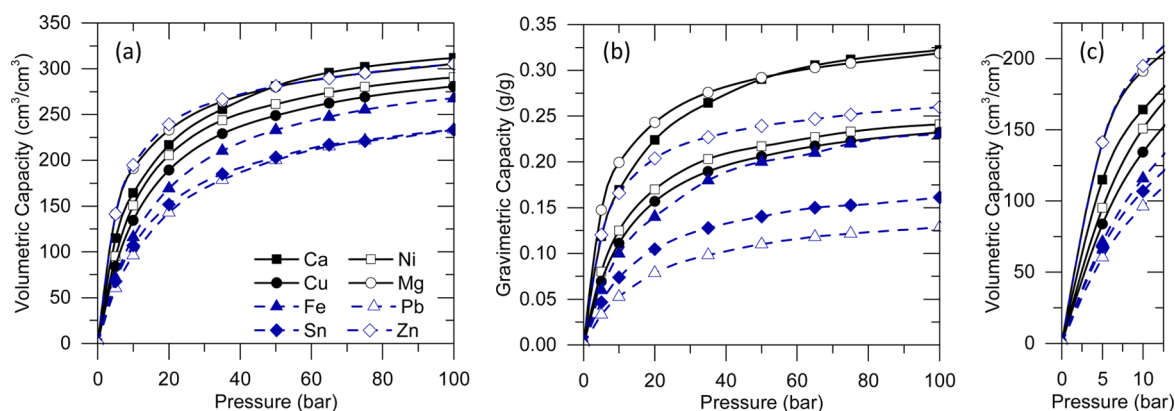 (a)
Volumetric Capacity (cm³/cm³)
350
300
250
200
150
100
50
0
Ca Ni
Cu Mg
Fe Pb
Sn Zn
0 20 40 60 80 100
Pressure (bar)
(b)
Gravimetric Capacity (g/g)
0.35
0.30
0.25
0.20
0.15
0.10
0.05
0.00
0 20 40 60 80 100
Pressure (bar)
(c)
Volumetric Capacity (cm³/cm³)
200
150
100
50
0
0 5 10
Pressure (bar)